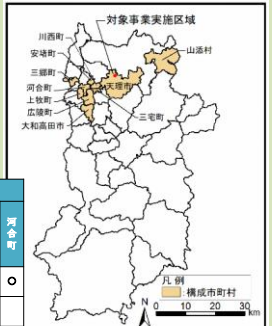 対象事業実施区域
川西町
安堵町
山添村
三郷町
天理市
河合町
上牧町
広陵町
三宅町
大和高田市
河合町
○
凡 例
:構成市町村
N
0 10 20 30
km